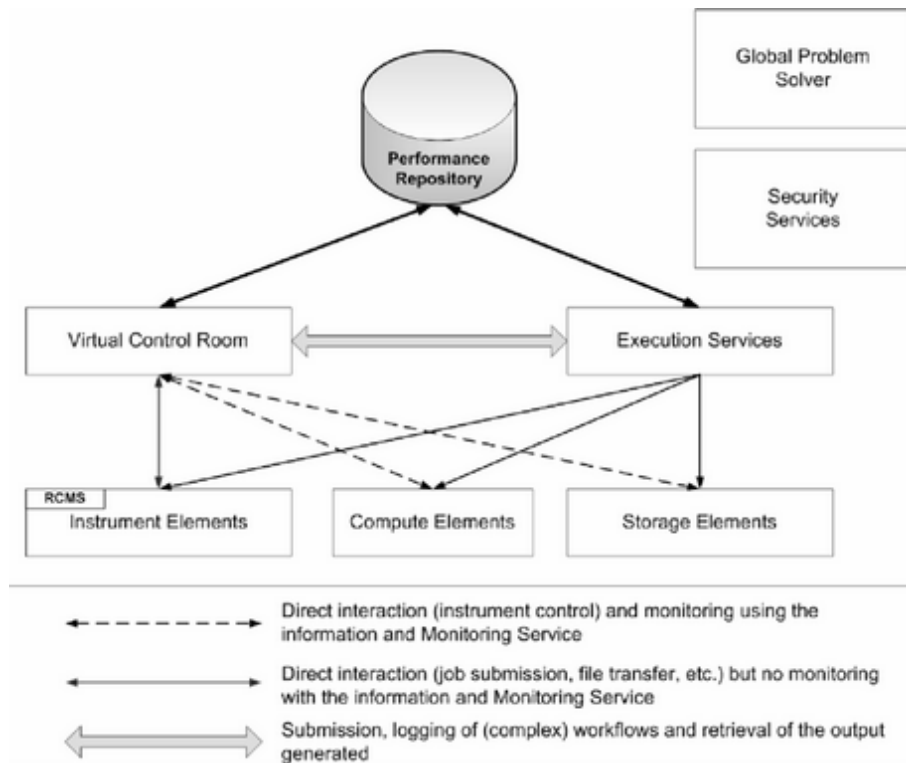 Global Problem
Solver
Performance
Repository
Security
Services
Virtual Control Room
Execution Services
RCMS
Instrument Elements
Compute Elements
Storage Elements
Direct interaction (instrument control) and monitoring using the
information and Monitoring Service
Direct interaction (job submission, file transfer, etc.) but no monitoring
with the information and Monitoring Service
Submission, logging of (complex) workflows and retrieval of the output
generated